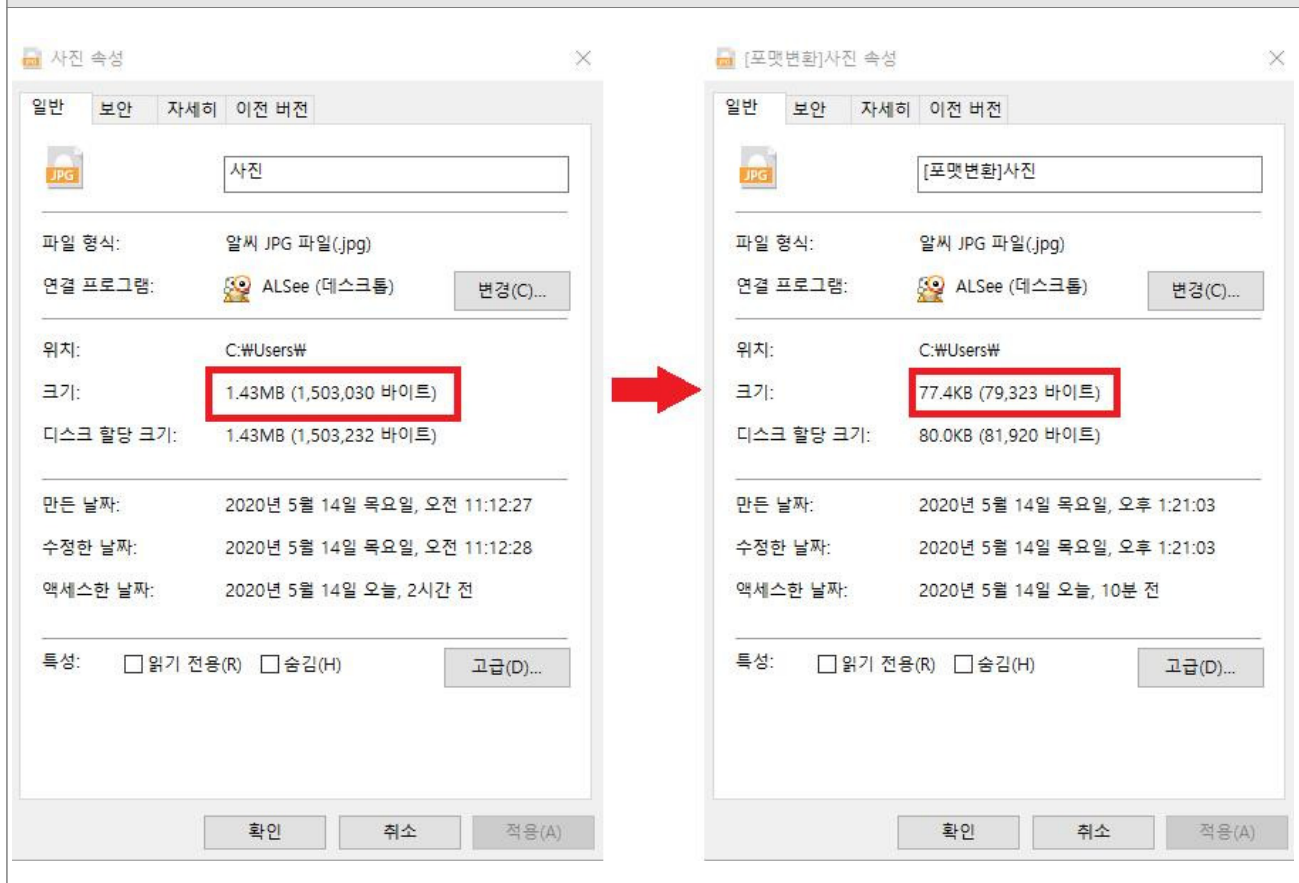 사진 속성
일반 보안 자세히 이전 버전
JPG
사진
파일 형식: 알씨 JPG 파일(.jpg)
연결 프로그램: ALSee (데스크톱) 변경(C)...
위치: C:₩Users₩
크기: 1.43MB (1,503,030 바이트)
디스크 할당 크기: 1.43MB (1,503,232 바이트)
만든 날짜: 2020년 5월 14일 목요일, 오전 11:12:27
수정한 날짜: 2020년 5월 14일 목요일, 오전 11:12:28
액세스한 날짜: 2020년 5월 14일 오늘, 2시간 전
특성: 읽기 전용(R) 숨김(H) 고급(D)...
확인 취소 적용(A)
[포맷변환]사진 속성
일반 보안 자세히 이전 버전
JPG
[포맷변환]사진
파일 형식: 알씨 JPG 파일(.jpg)
연결 프로그램: ALSee (데스크톱) 변경(C)...
위치: C:₩Users₩
크기: 77.4KB (79,323 바이트)
디스크 할당 크기: 80.0KB (81,920 바이트)
만든 날짜: 2020년 5월 14일 목요일, 오후 1:21:03
수정한 날짜: 2020년 5월 14일 목요일, 오후 1:21:03
액세스한 날짜: 2020년 5월 14일 오늘, 10분 전
특성: 읽기 전용(R) 숨김(H) 고급(D)...
확인 취소 적용(A)